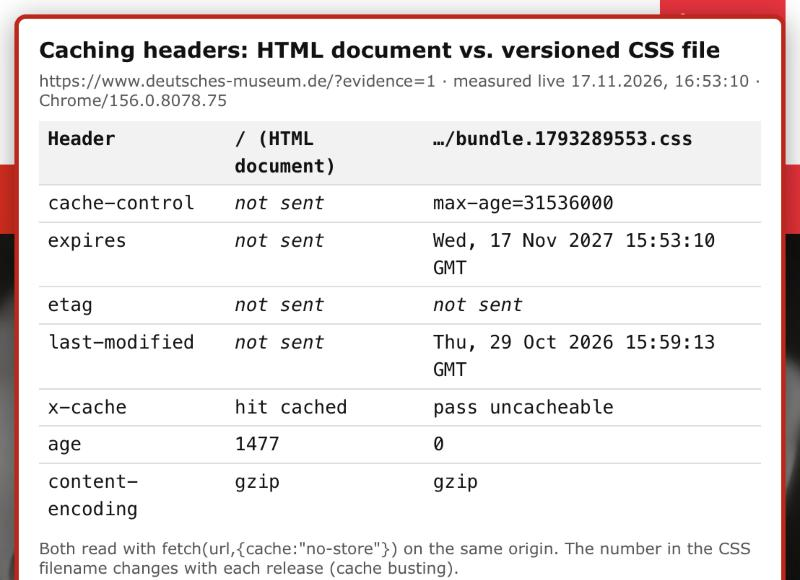 Caching headers: HTML document vs. versioned CSS file
https://www.deutsches-museum.de/?evidence=1 · measured live 17.11.2026, 16:53:10 ·
Chrome/156.0.8078.75
Header / (HTML document) …/bundle.1793289553.css
cache-control not sent max-age=31536000
expires not sent Wed, 17 Nov 2027 15:53:10 GMT
etag not sent not sent
last-modified not sent Thu, 29 Oct 2026 15:59:13 GMT
x-cache hit cached pass uncacheable
age 1477 0
content-encoding gzip gzip
Both read with fetch(url,{cache:"no-store"}) on the same origin. The number in the CSS
filename changes with each release (cache busting).